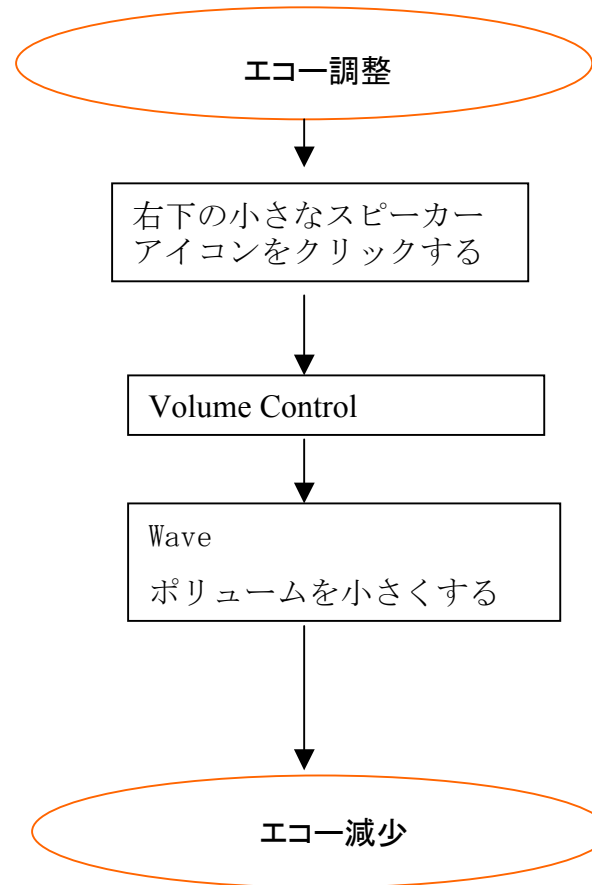 エコー調整
右下の小さなスピーカー
アイコンをクリックする
Volume Control
Wave
ポリュームを小さくする
エコー減少